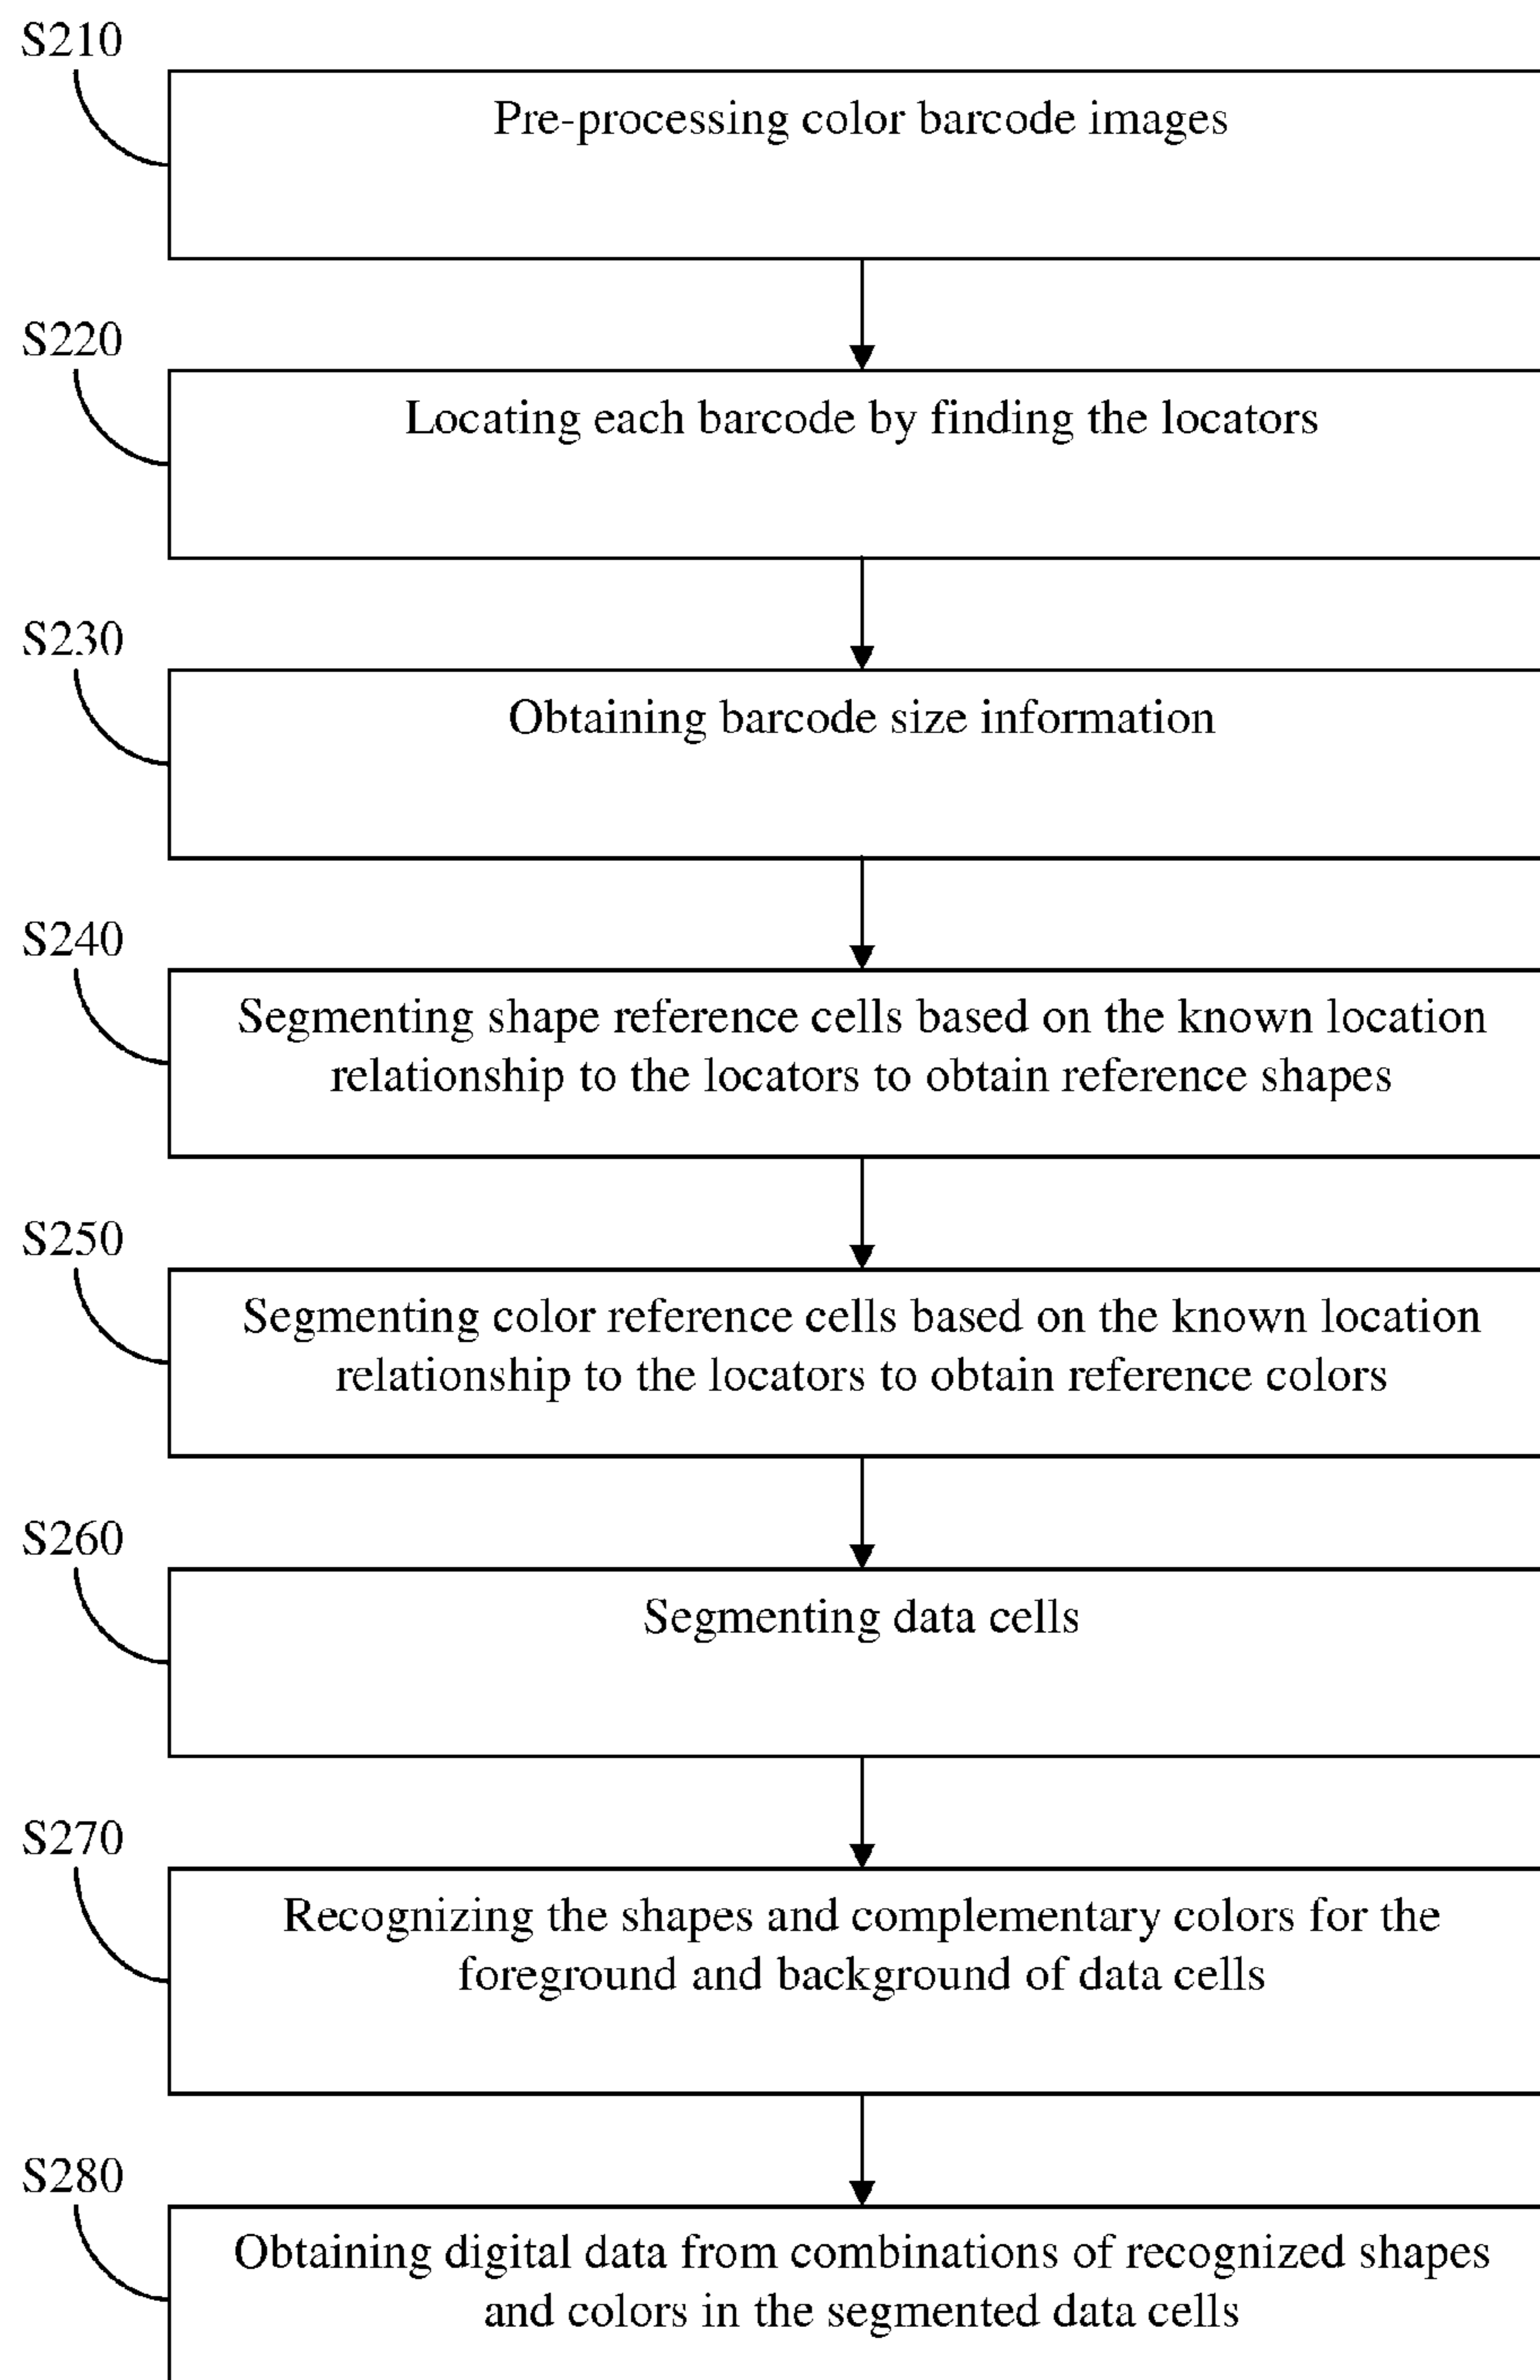 S210
Pre-processing color barcode images
S220
Locating each barcode by finding the locators
S230
Obtaining barcode size information
S240
Segmenting shape reference cells based on the known location
relationship to the locators to obtain reference shapes
S250
Segmenting color reference cells based on the known location
relationship to the locators to obtain reference colors
S260
Segmenting data cells
S270
Recognizing the shapes and complementary colors for the
foreground and background of data cells
S280
Obtaining digital data from combinations of recognized shapes
and colors in the segmented data cells